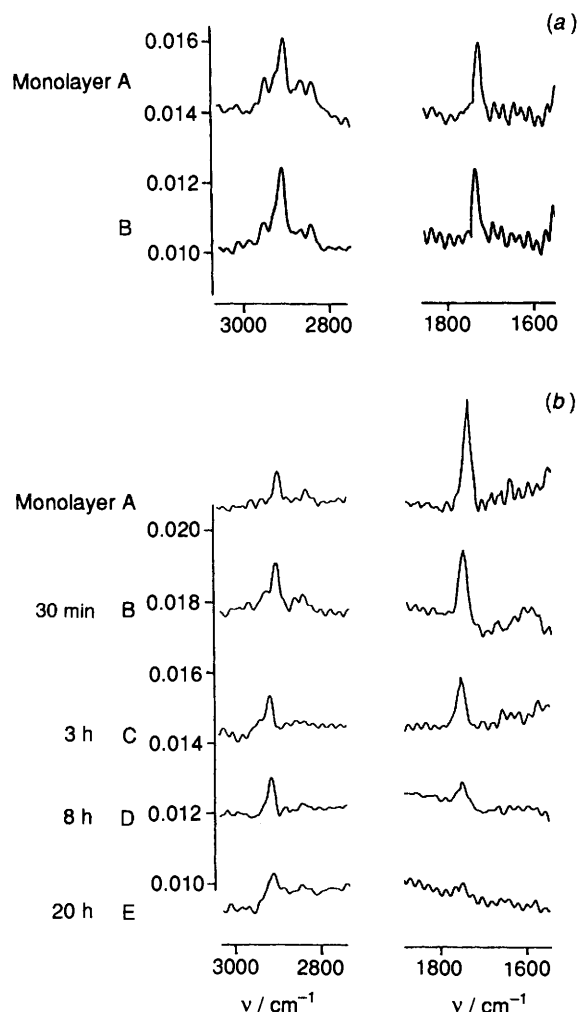 (a)
0.016
Monolayer A
0.014
0.012
B
0.010
3000 2800 1800 1600
(b)
Monolayer A
0.020
30 min B 0.018
0.016
3 h C 0.014
8 h D 0.012
0.010
20 h E
3000 2800 1800 1600
ν / cm⁻¹ ν / cm⁻¹